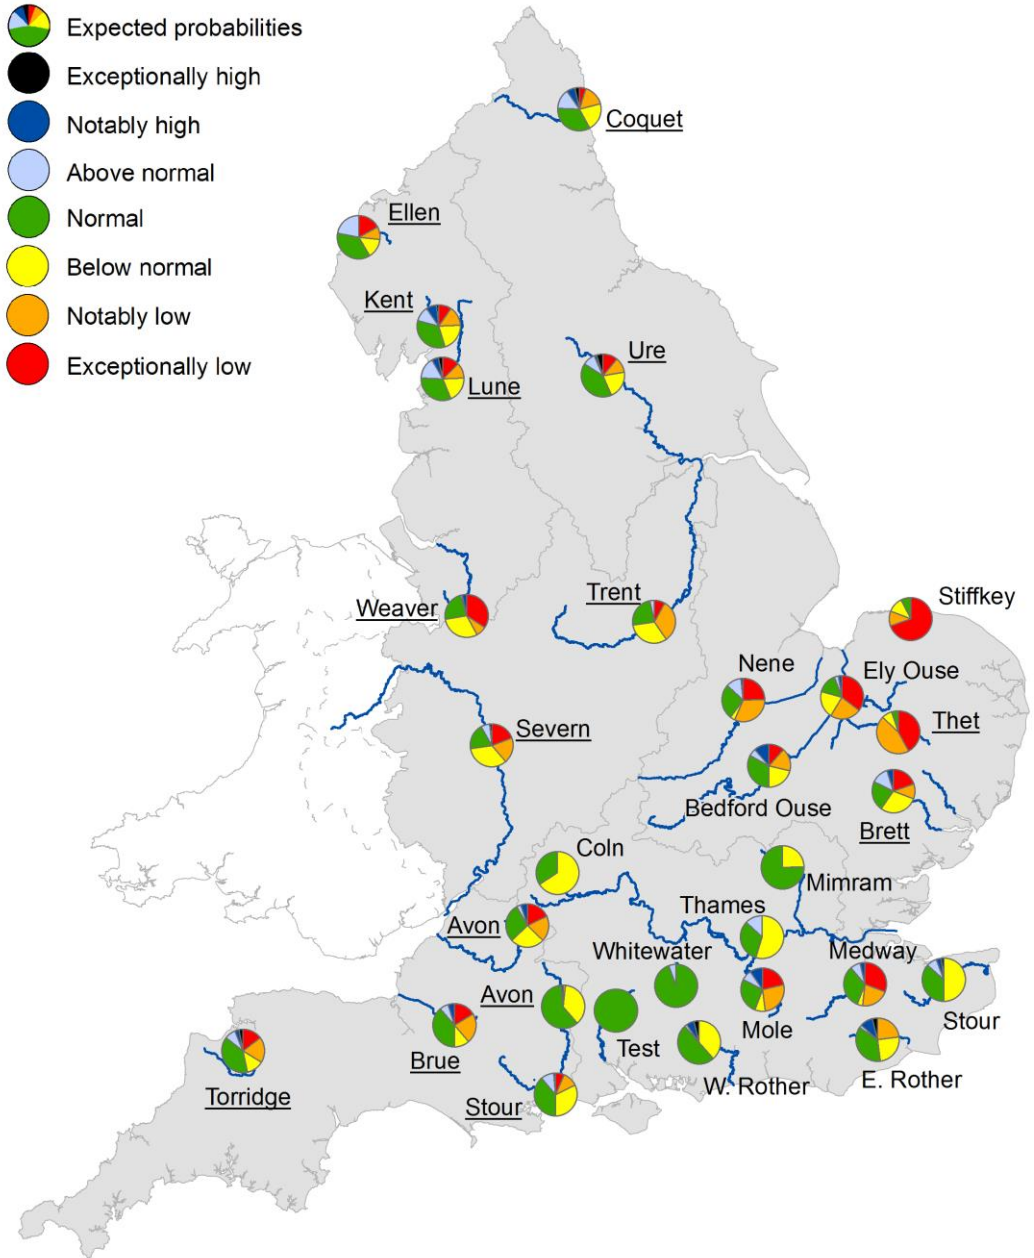 Expected probabilities
Exceptionally high
Notably high
Above normal
Normal
Below normal
Notably low
Exceptionally low
Coquet
Ellen
Kent
Lune
Ure
Weaver
Trent
Stiffkey
Nene
Ely Ouse
Thet
Severn
Bedford Ouse
Brett
Coln
Mimram
Thames
Avon
Whitewater
Medway
Avon
Mole
Stour
Test
Brue
W. Rother
E. Rother
Torridge
Stour